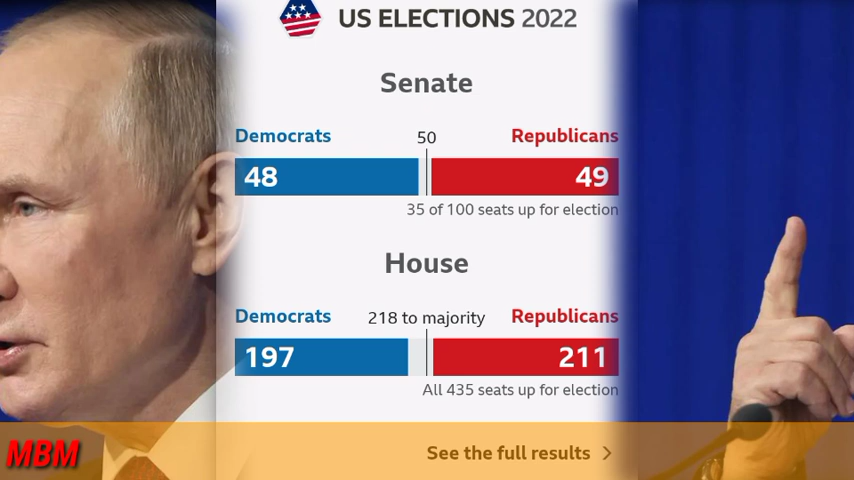 US ELECTIONS 2022
Senate
Democrats 50 Republicans
48 49
35 of 100 seats up for election
House
Democrats 218 to majority Republicans
197 211
All 435 seats up for election
MBM
See the full results